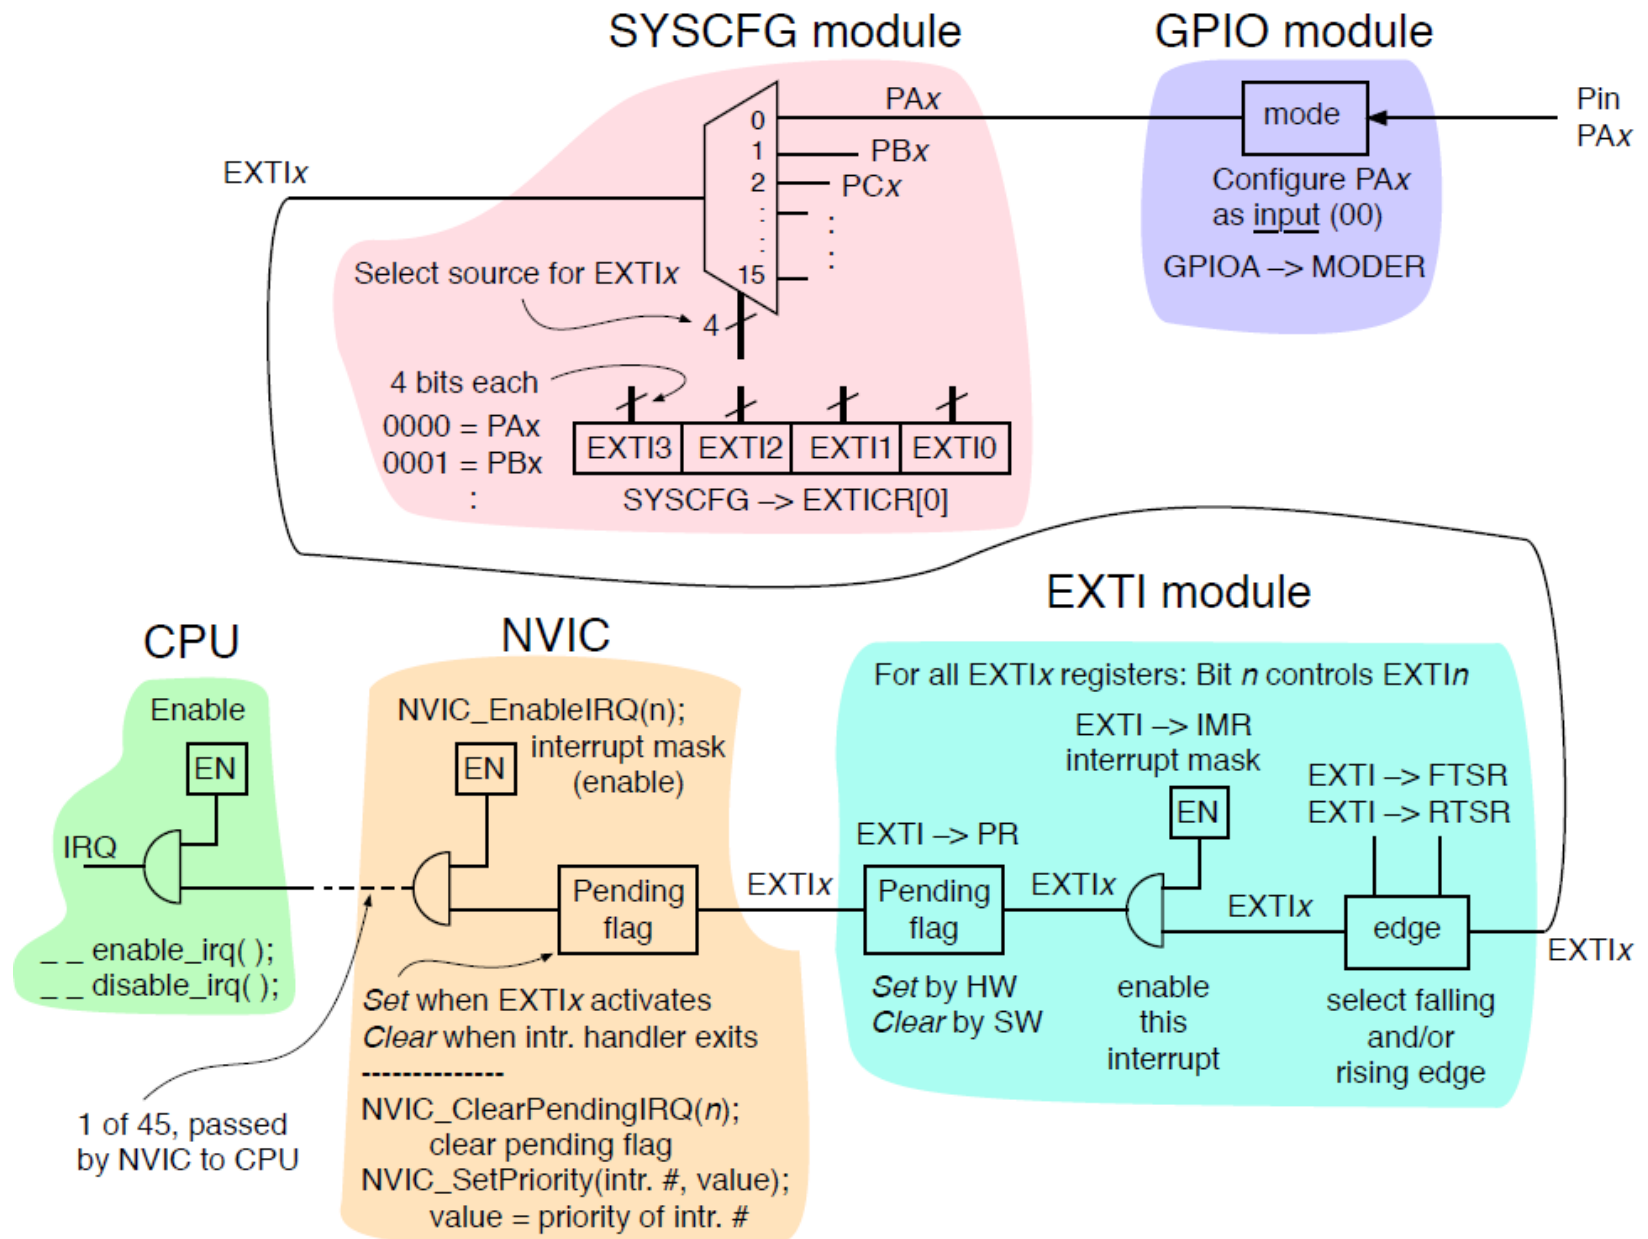 SYSCFG module
GPIO module
PAx
mode
Pin
PAx
0
1
PBx
2
PCx
:
:
:
:
15
EXTIx
Configure PAx
as input (00)
GPIOA –> MODER
Select source for EXTIx
4
4 bits each
0000 = PAx
0001 = PBx
:
EXTI3 EXTI2 EXTI1 EXTI0
SYSCFG –> EXTICR[0]
EXTI module
For all EXTIx registers: Bit n controls EXTIn
EXTI –> IMR
interrupt mask
EN
EXTI –> FTSR
EXTI –> RTSR
EXTI –> PR
Pending
flag
EXTIx
EXTIx
edge
EXTIx
EXTIx
Set by HW
Clear by SW
enable
this
interrupt
select falling
and/or
rising edge
NVIC
NVIC_EnableIRQ(n);
interrupt mask
(enable)
EN
Pending
flag
Set when EXTIx activates
Clear when intr. handler exits
--------------
NVIC_ClearPendingIRQ(n);
clear pending flag
NVIC_SetPriority(intr. #, value);
value = priority of intr. #
CPU
Enable
EN
IRQ
_ _ enable_irq( );
_ _ disable_irq( );
1 of 45, passed
by NVIC to CPU